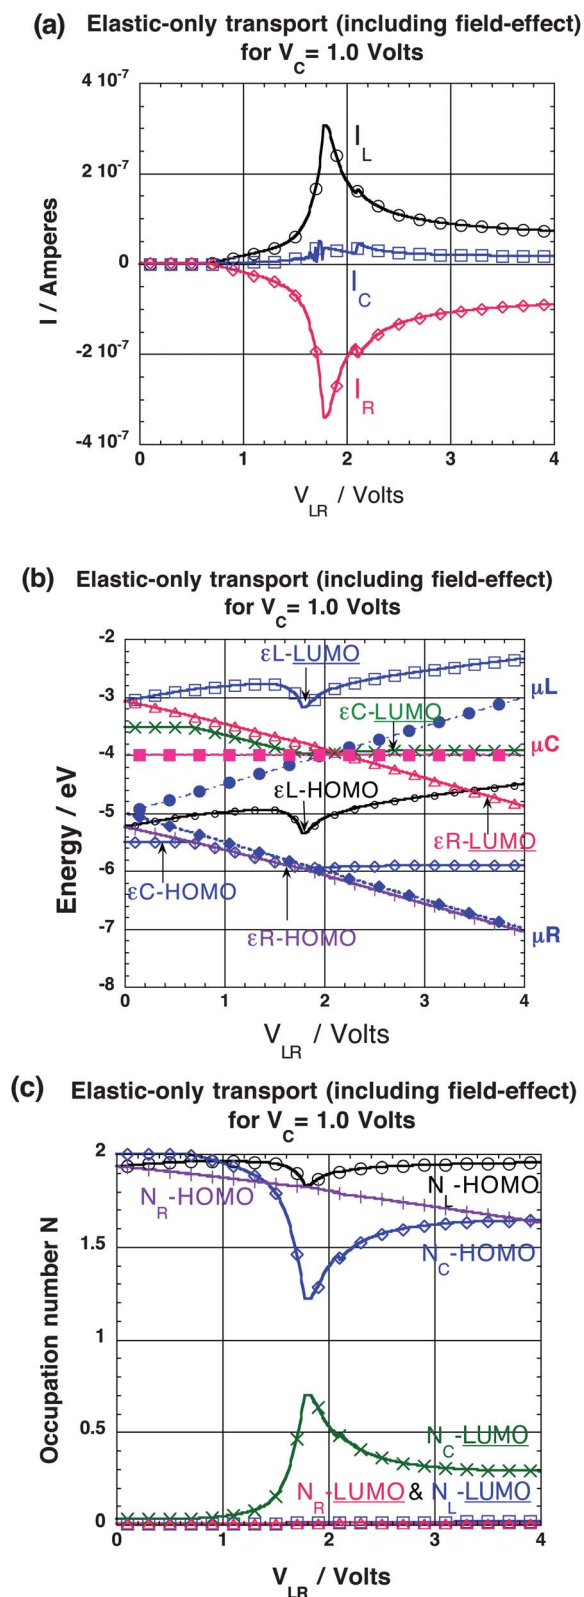 (a) Elastic-only transport (including field-effect)
for V_C= 1.0 Volts
4 10^-7
2 10^-7
0
-2 10^-7
-4 10^-7
I / Amperes
I_L
I_C
I_R
0 1 2 3 4
V_LR / Volts
(b) Elastic-only transport (including field-effect)
for V_C= 1.0 Volts
-2
-3
-4
-5
-6
-7
-8
Energy / eV
εL-LUMO
μL
εC-LUMO
μC
εL-HOMO
εR-LUMO
εC-HOMO
εR-HOMO
μR
0 1 2 3 4
V_LR / Volts
(c) Elastic-only transport (including field-effect)
for V_C= 1.0 Volts
2
1.5
1
0.5
0
Occupation number N
N_R-HOMO
N_L-HOMO
N_C-HOMO
N_C-LUMO
N_R-LUMO & N_L-LUMO
0 1 2 3 4
V_LR / Volts